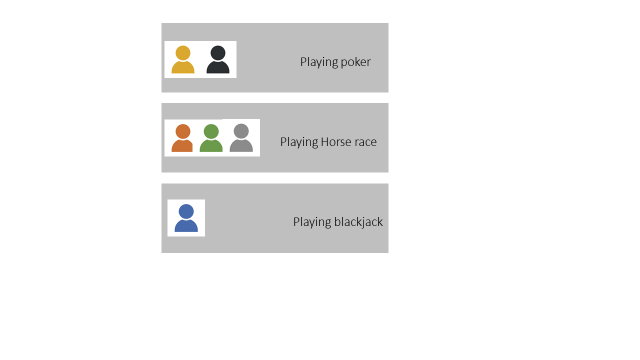 Playing poker
Playing Horse race
Playing blackjack